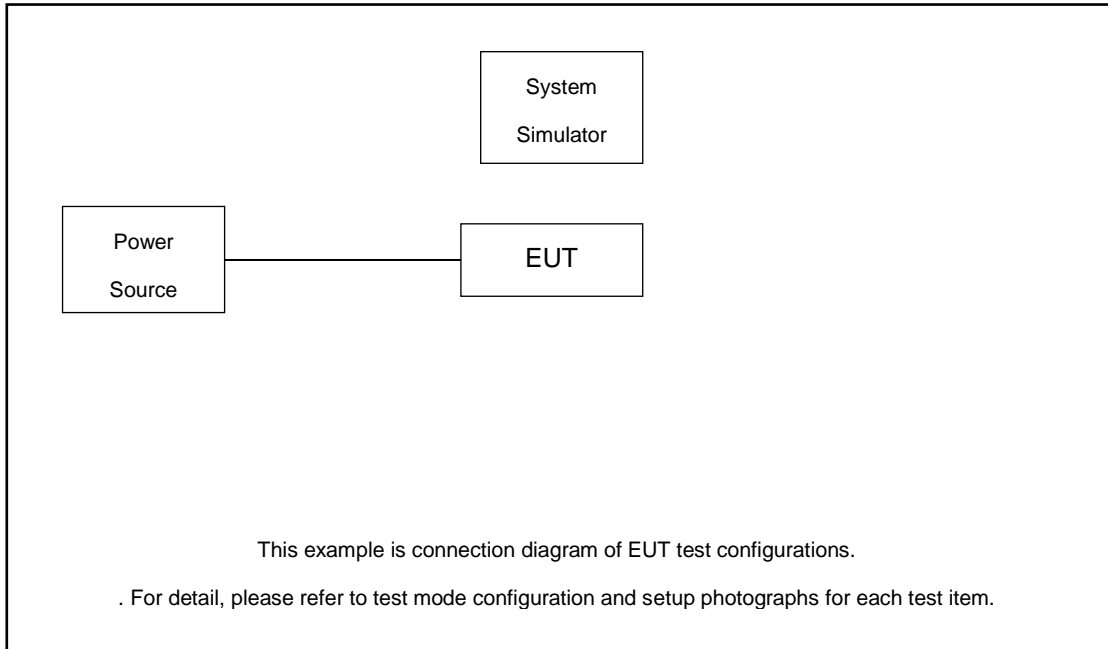 System
Simulator
Power
Source
EUT
This example is connection diagram of EUT test configurations.
. For detail, please refer to test mode configuration and setup photographs for each test item.